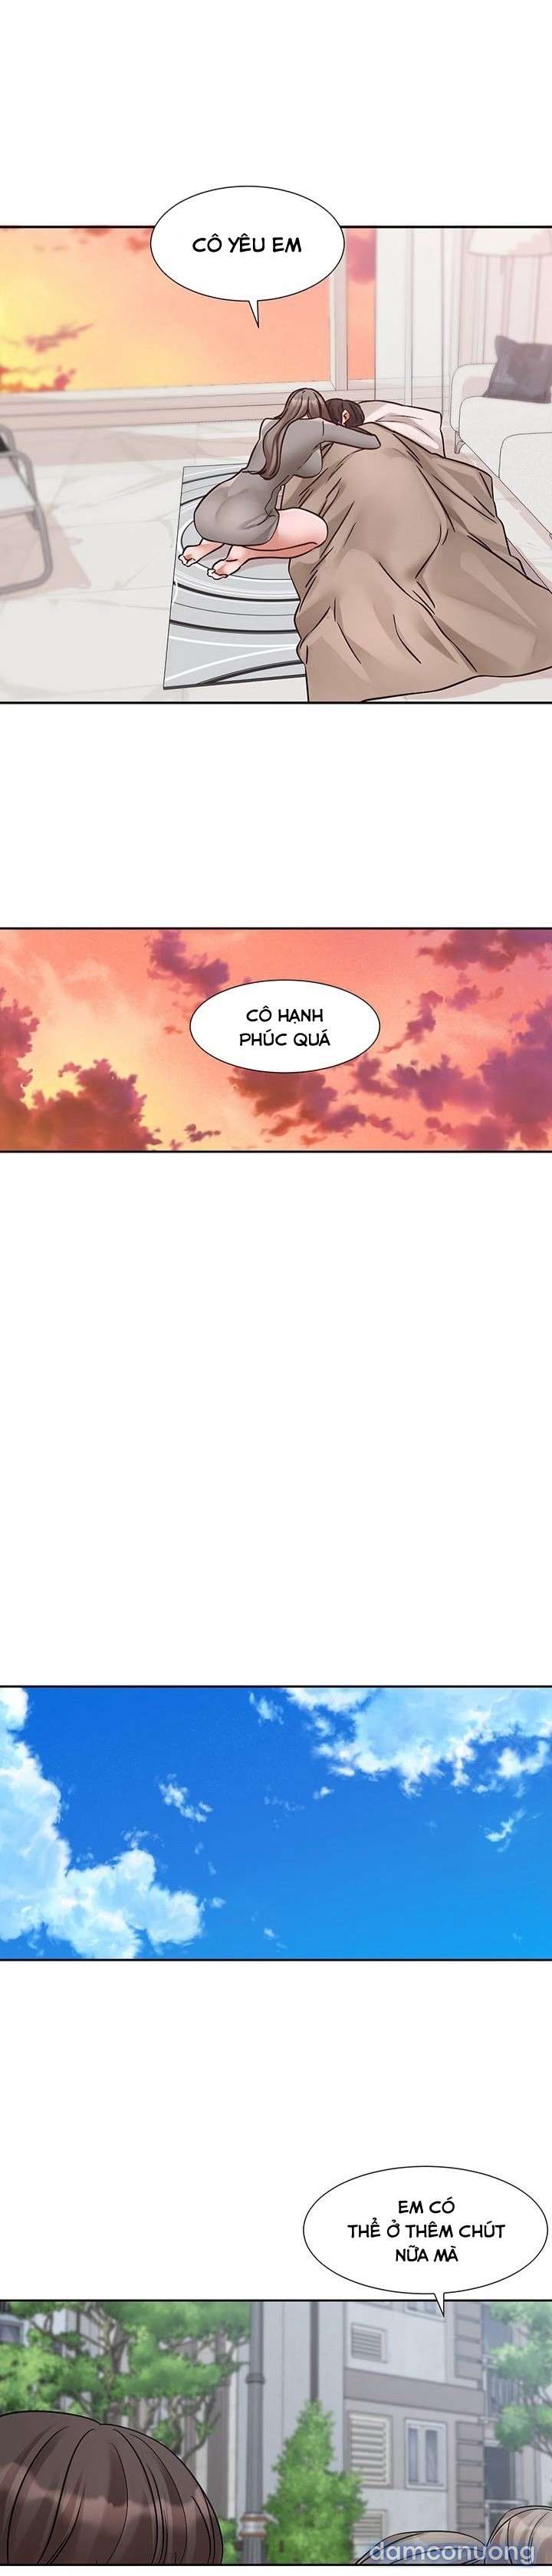 CÔ YÊU EM
CÔ HẠNH
PHÚC QUÁ
EM CÓ
THỂ Ở THÊM CHÚT
NỮA MÀ
damconuong